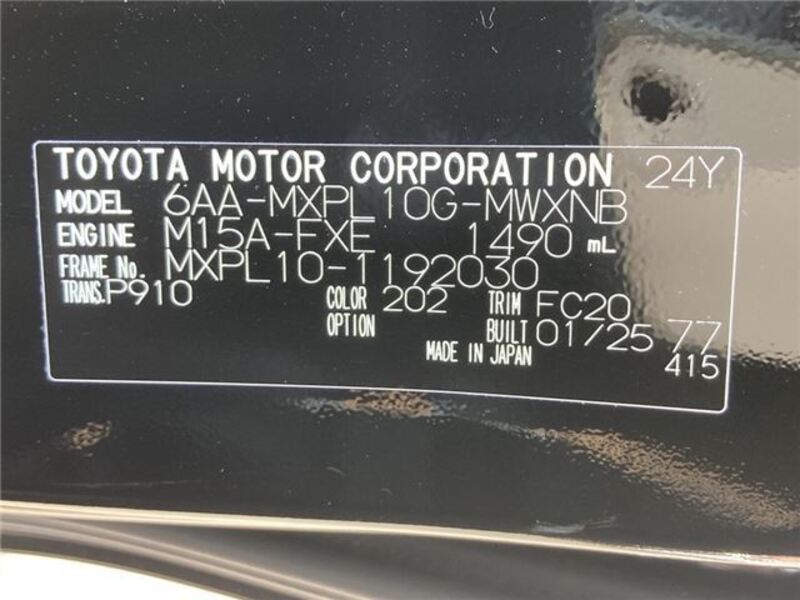 TOYOTA MOTOR CORPORATION 24Y
MODEL 6AA-MXPL10G-MWXNB
ENGINE M15A-FXE 1490 mL
FRAME No. MXPL10-1192030
TRANS. P910 COLOR 202 TRIM FC20
OPTION BUILT 01/25 77
MADE IN JAPAN 415